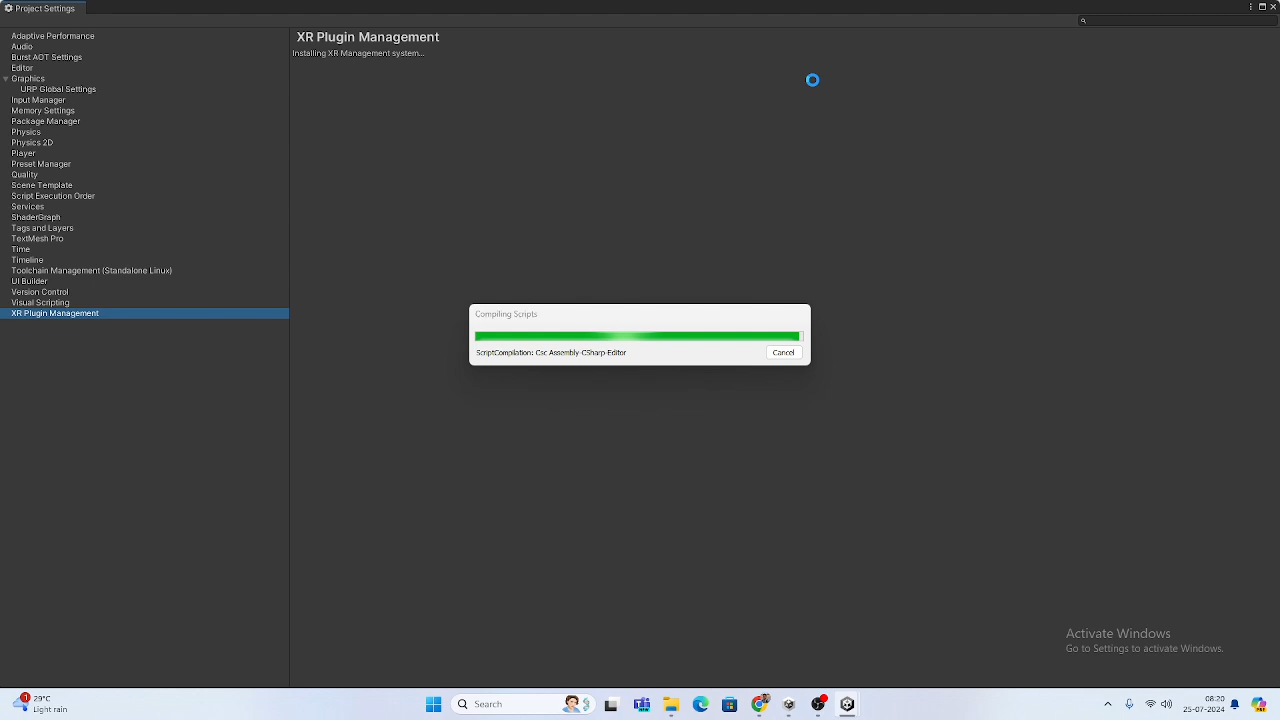 Project Settings
Adaptive Performance
Audio
Burst AOT Settings
Editor
Graphics
URP Global Settings
Input Manager
Memory Settings
Package Manager
Physics
Physics 2D
Player
Preset Manager
Quality
Scene Template
Script Execution Order
Services
ShaderGraph
Tags and Layers
TextMesh Pro
Time
Timeline
Toolchain Management (Standalone Linux)
UI Builder
Version Control
Visual Scripting
XR Plugin Management
XR Plugin Management
Installing XR Management system...
Compiling Scripts
ScriptCompilation: Csc Assembly-CSharp-Editor
Cancel
Activate Windows
Go to Settings to activate Windows.
1
29°C
Light rain
Search
08:20
25-07-2024